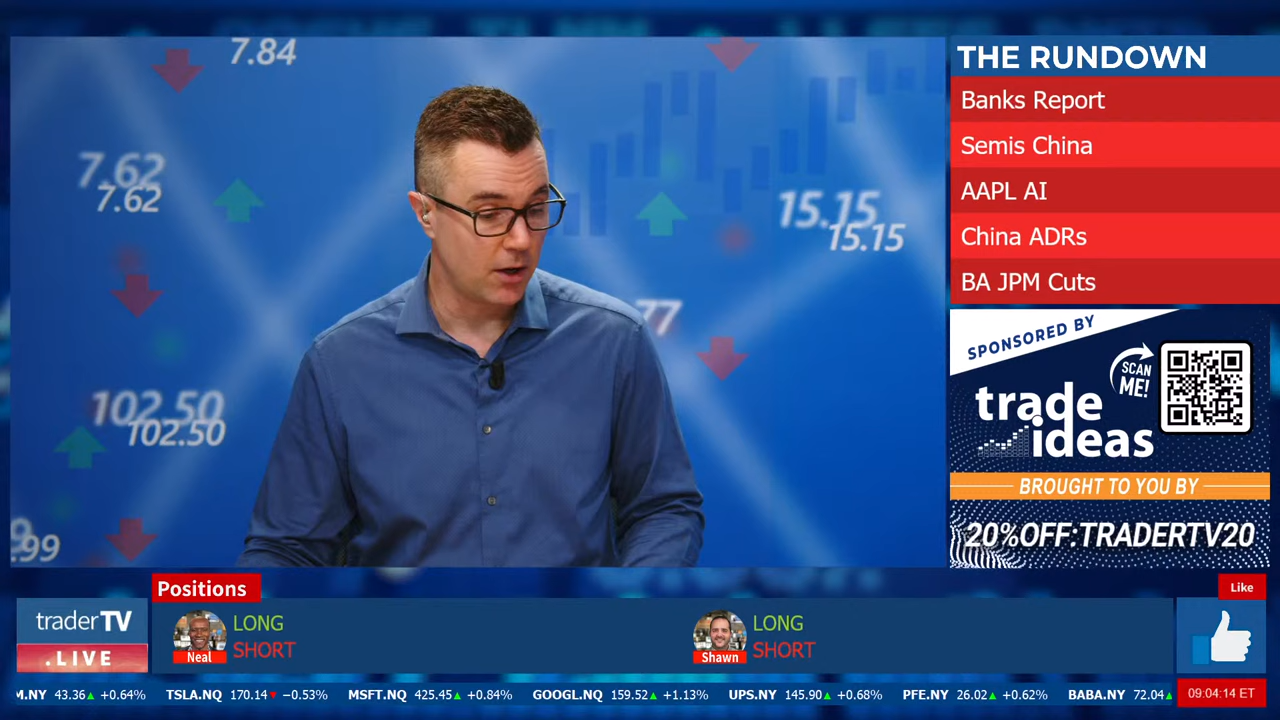 7.84
7.62
7.62
15.15
15.15
77
102.50
102.50
.99
THE RUNDOWN
Banks Report
Semis China
AAPL AI
China ADRs
BA JPM Cuts
SPONSORED BY
SCAN
ME!
trade
ideas
BROUGHT TO YOU BY
20%OFF:TRADERTV20
Positions
Like
traderTV
.LIVE
LONG
SHORT
Neal
LONG
SHORT
Shawn
M.NY 43.36▲ +0.64% TSLA.NQ 170.14▼ −0.53% MSFT.NQ 425.45▲ +0.84% GOOGL.NQ 159.52▲ +1.13% UPS.NY 145.90▲ +0.68% PFE.NY 26.02▲ +0.62% BABA.NY 72.04▲
09:04:14 ET